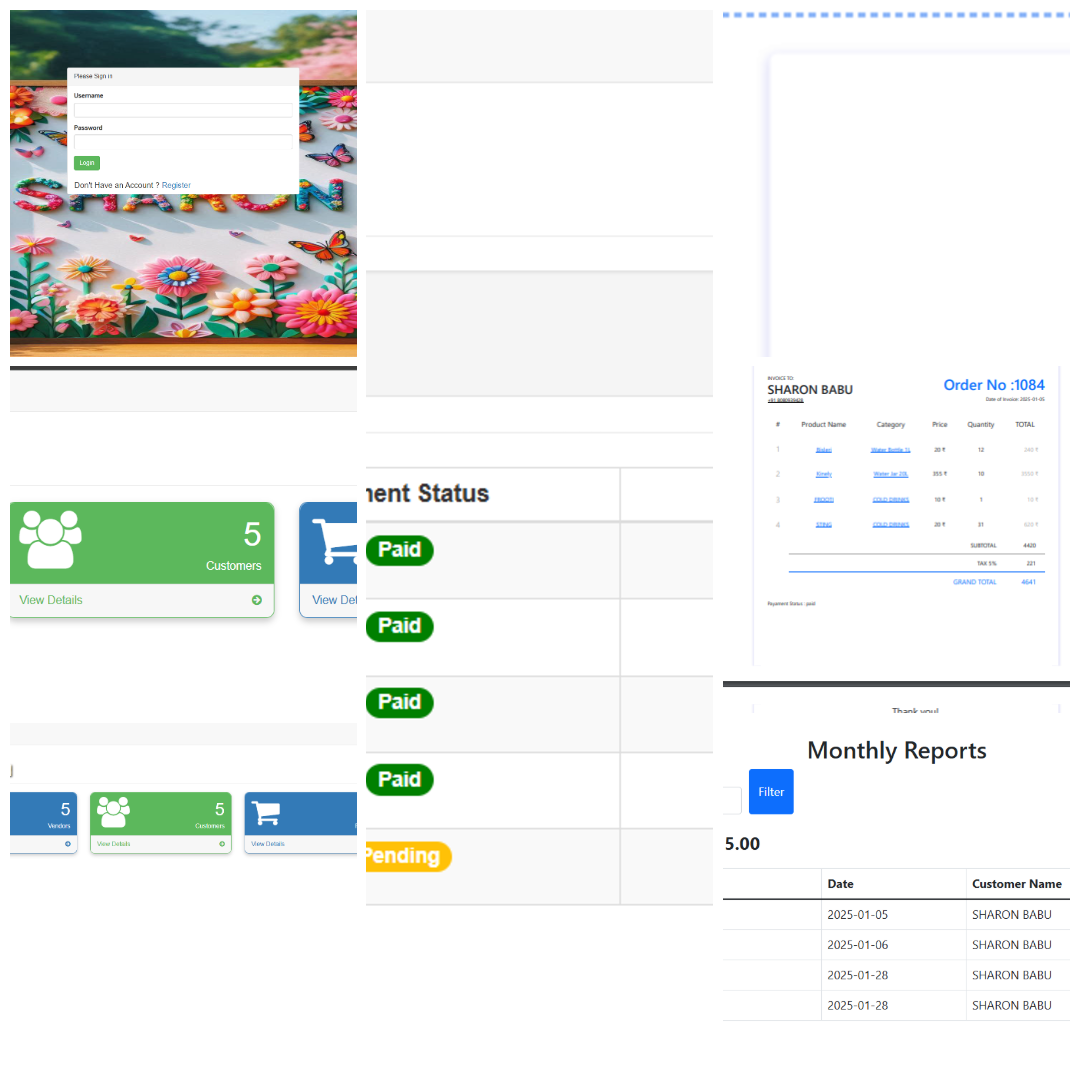 Please Sign in
Username
Password
Login
Don't Have an Account ? Register
SHARON
5
Customers
View Details
5
Vendors
5
Customers
View Details
View Details
Status
Paid
Paid
Paid
Paid
Pending
INVOICE TO:
SHARON BABU
Order No :1084
Date of Invoice: 2025-01-05
# Product Name Category Price Quantity TOTAL
1 Bisleri Water Bottle 1L 20 ₹ 12 240 ₹
2 Kinely Water Jar 20L 355 ₹ 10 3550 ₹
3 FROOTI COLD DRINKS 10 ₹ 1 10 ₹
4 STING COLD DRINKS 20 ₹ 31 620 ₹
SUBTOTAL 4420
TAX 5% 221
GRAND TOTAL 4641
Payament Status : paid
Thank you!
Monthly Reports
Filter
5.00
Date Customer Name
2025-01-05 SHARON BABU
2025-01-06 SHARON BABU
2025-01-28 SHARON BABU
2025-01-28 SHARON BABU